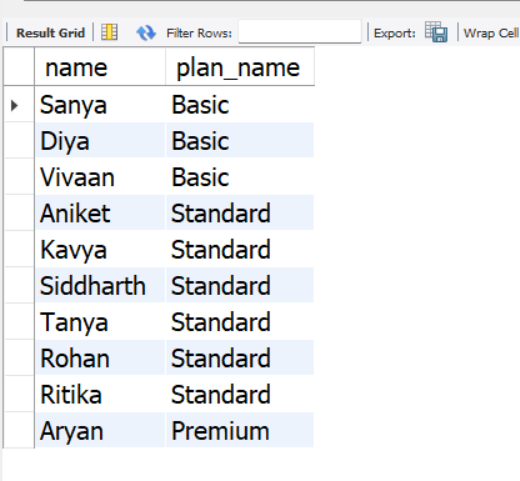 Result Grid Filter Rows: Export: Wrap Cell
name plan_name
Sanya Basic
Diya Basic
Vivaan Basic
Aniket Standard
Kavya Standard
Siddharth Standard
Tanya Standard
Rohan Standard
Ritika Standard
Aryan Premium